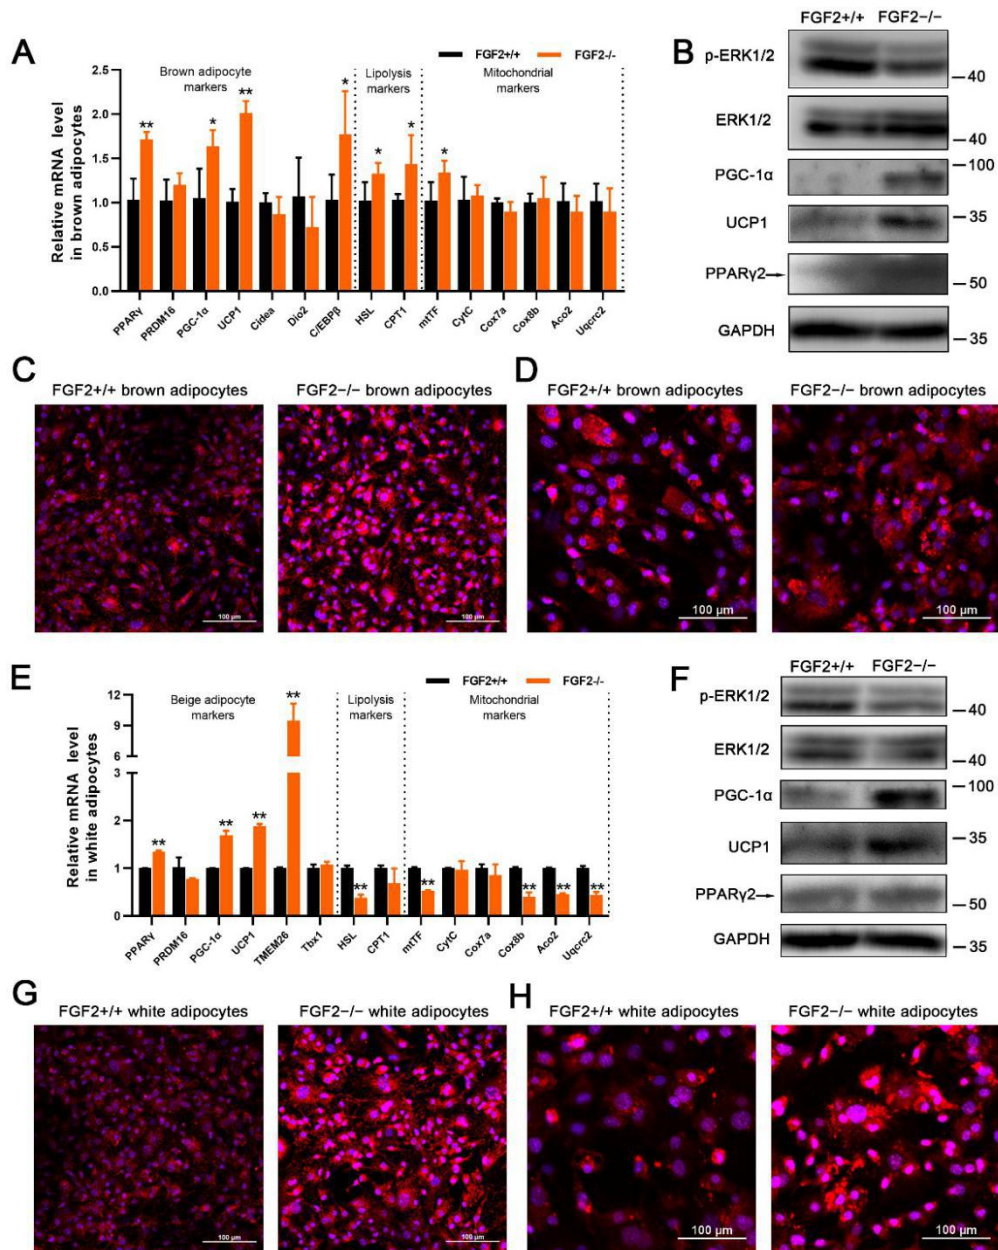 A
FGF2+/+ FGF2-/-
Brown adipocyte
markers
Lipolysis
markers
Mitochondrial
markers
Relative mRNA level
in brown adipocytes
2.5
2.0
1.5
1.0
0.5
0.0
** * ** * * * *
PPARγ PRDM16 PGC-1α UCP1 Cidea Dio2 C/EBPβ HSL CPT1 mtTF CytC Cox7a Cox8b Aco2 Uqcrc2
B
FGF2+/+ FGF2−/−
p-ERK1/2 40
ERK1/2 40
PGC-1α 100
UCP1 35
PPARγ2 50
GAPDH 35
C
FGF2+/+ brown adipocytes FGF2−/− brown adipocytes
100 µm 100 µm
D
FGF2+/+ brown adipocytes FGF2−/− brown adipocytes
100 µm 100 µm
E
FGF2+/+ FGF2-/-
Beige adipocyte
markers
Lipolysis
markers
Mitochondrial
markers
Relative mRNA level
in white adipocytes
12
9
6
3
2
1
0
** ** ** ** ** ** ** ** **
PPARγ PRDM16 PGC-1α UCP1 TMEM26 Tbx1 HSL CPT1 mtTF CytC Cox7a Cox8b Aco2 Uqcrc2
F
FGF2+/+ FGF2−/−
p-ERK1/2 40
ERK1/2 40
PGC-1α 100
UCP1 35
PPARγ2 50
GAPDH 35
G
FGF2+/+ white adipocytes FGF2−/− white adipocytes
100 µm 100 µm
H
FGF2+/+ white adipocytes FGF2−/− white adipocytes
100 µm 100 µm